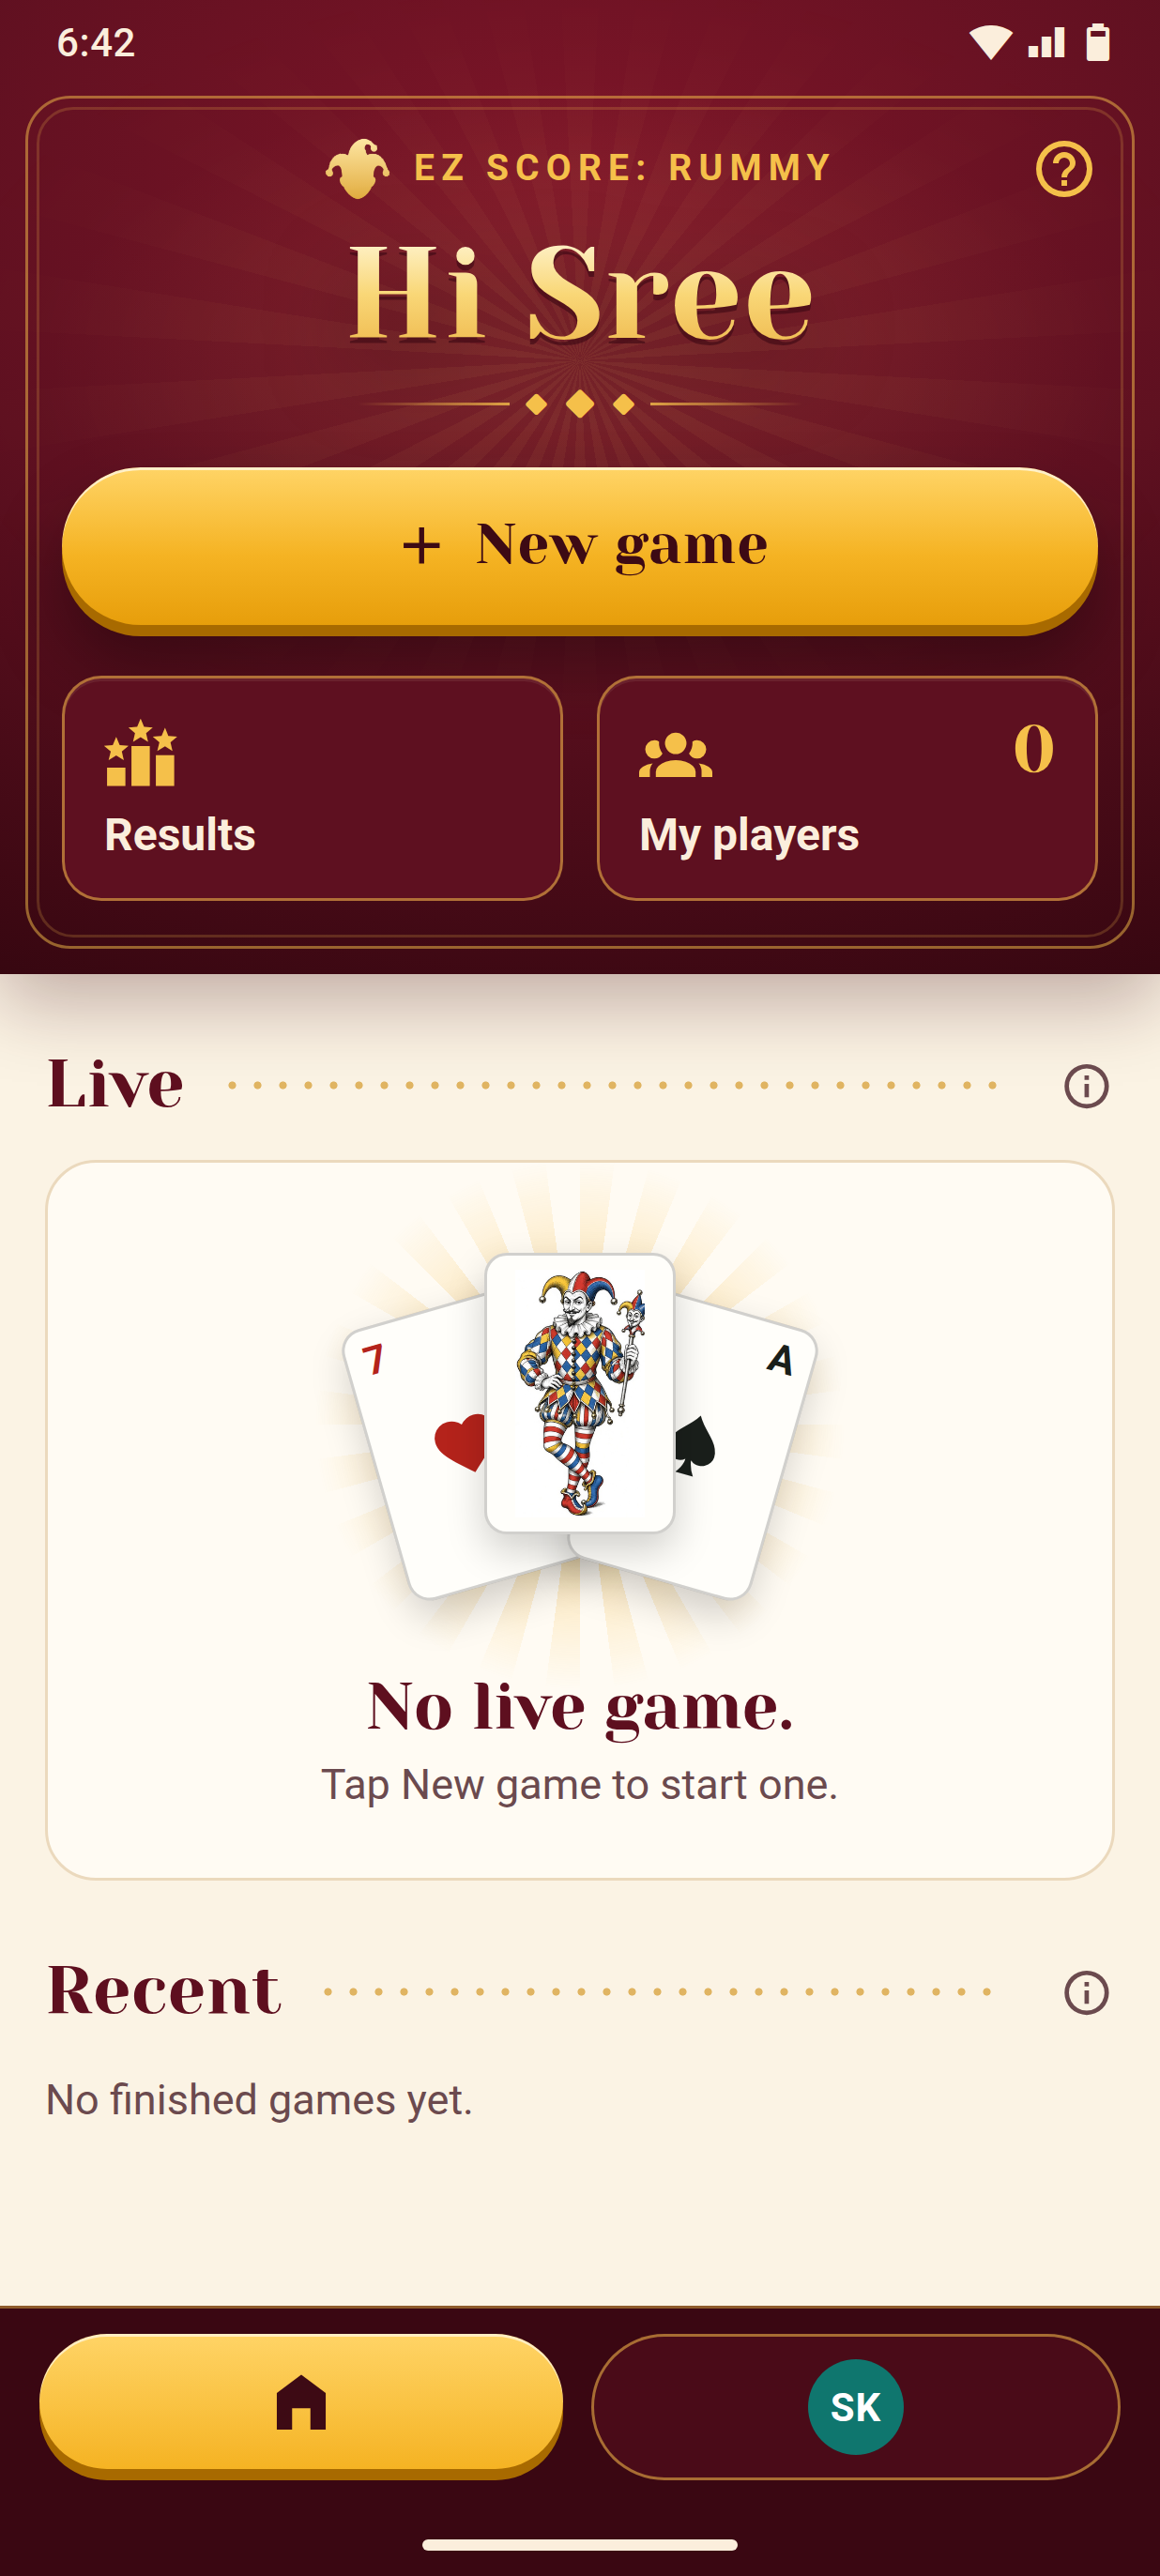 6:42
EZ SCORE: RUMMY
Hi Sree
+ New game
0
Results
My players
Live
7
A
No live game.
Tap New game to start one.
Recent
No finished games yet.
SK